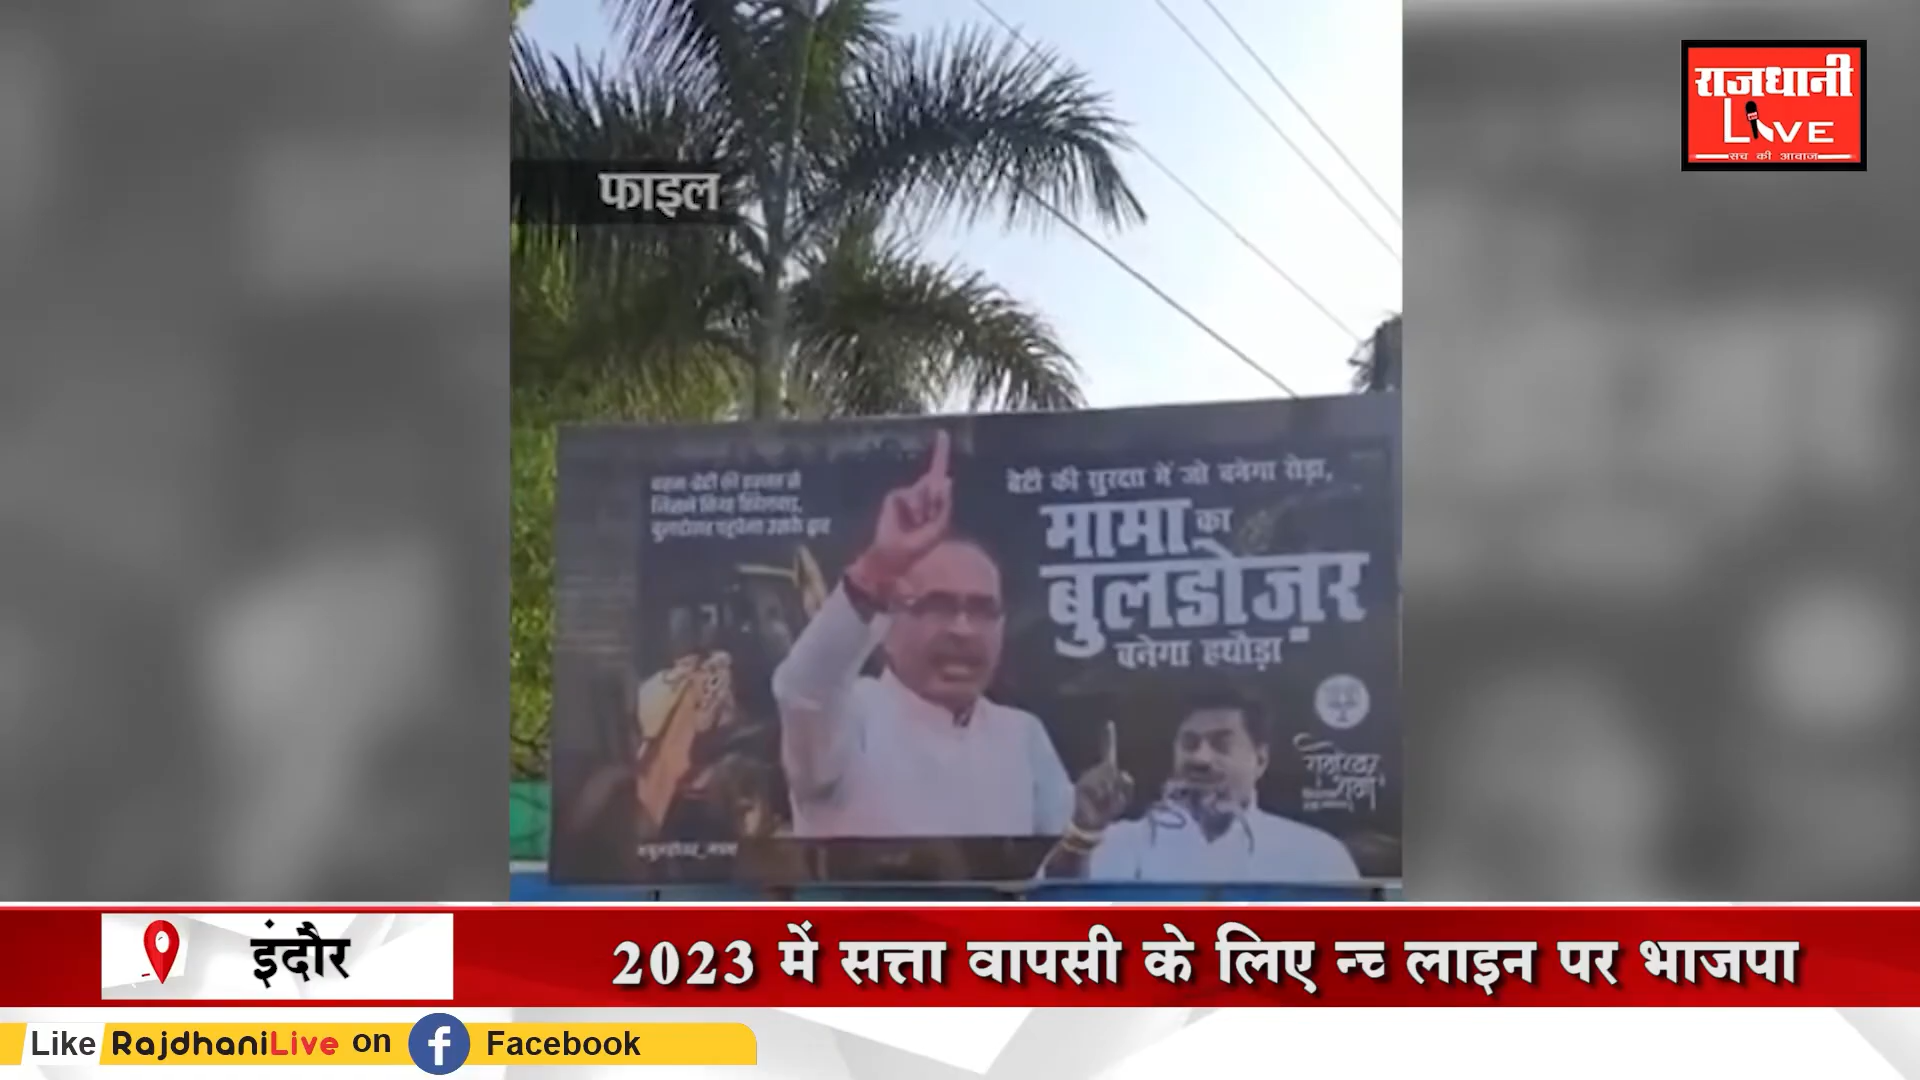 राजधानी
LIVE
सच की आवाज
फाइल
बेटी की सुरक्षा में जो बनेगा रोड़ा,
मामा का
बुलडोज़र
बनेगा हथौड़ा
इंदौर
2023 में सत्ता वापसी के लिए न्च लाइन पर भाजपा
Like RajdhaniLive on Facebook